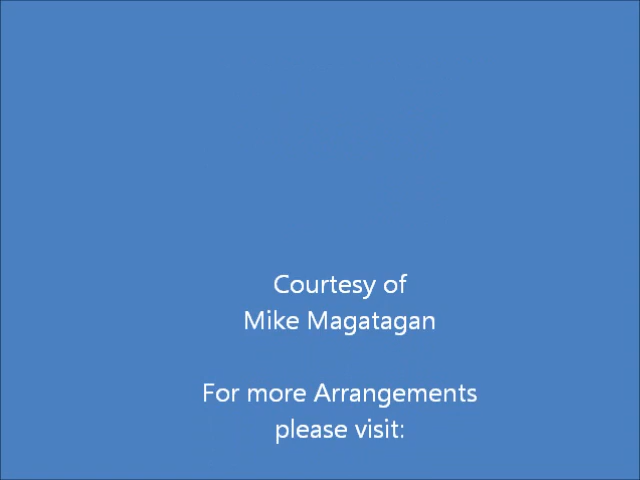 Courtesy of
Mike Magatagan
For more Arrangements
please visit: